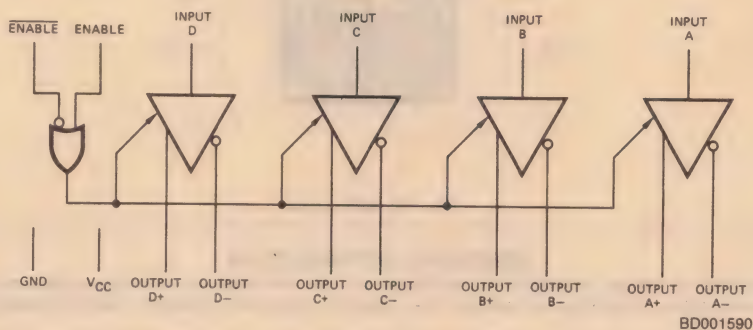 ENABLE ENABLE
INPUT D
INPUT C
INPUT B
INPUT A
GND
VCC
OUTPUT D+
OUTPUT D−
OUTPUT C+
OUTPUT C−
OUTPUT B+
OUTPUT B−
OUTPUT A+
OUTPUT A−
BD001590